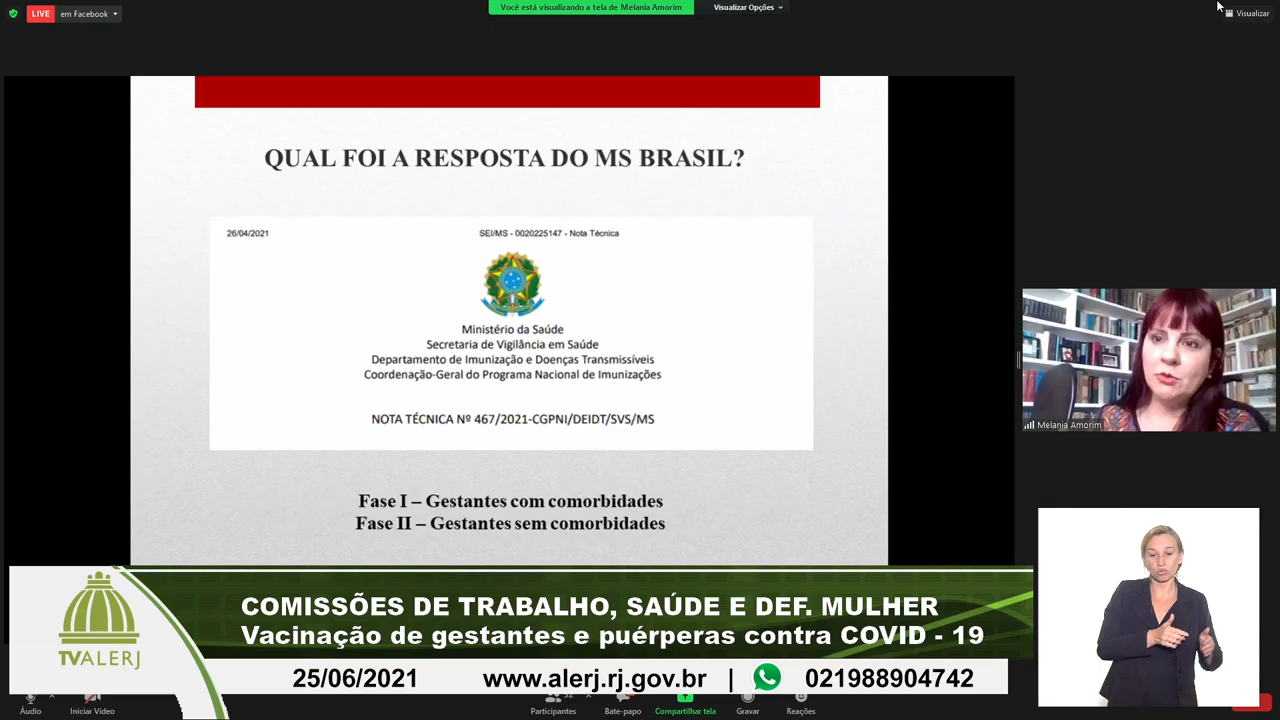 LIVE
em Facebook
Você está visualizando a tela de Melania Amorim
Visualizar Opções
Visualizar
QUAL FOI A RESPOSTA DO MS BRASIL?
26/04/2021
SEI/MS - 0020225147 - Nota Técnica
Ministério da Saúde
Secretaria de Vigilância em Saúde
Departamento de Imunização e Doenças Transmissíveis
Coordenação-Geral do Programa Nacional de Imunizações
NOTA TÉCNICA Nº 467/2021-CGPNI/DEIDT/SVS/MS
Melania Amorim
Fase I – Gestantes com comorbidades
Fase II – Gestantes sem comorbidades
TVALERJ
COMISSÕES DE TRABALHO, SAÚDE E DEF. MULHER
Vacinação de gestantes e puérperas contra COVID - 19
25/06/2021 www.alerj.rj.gov.br | 021988904742
Áudio
Iniciar Vídeo
Participantes
Bate-papo
Compartilhar tela
Gravar
Reações